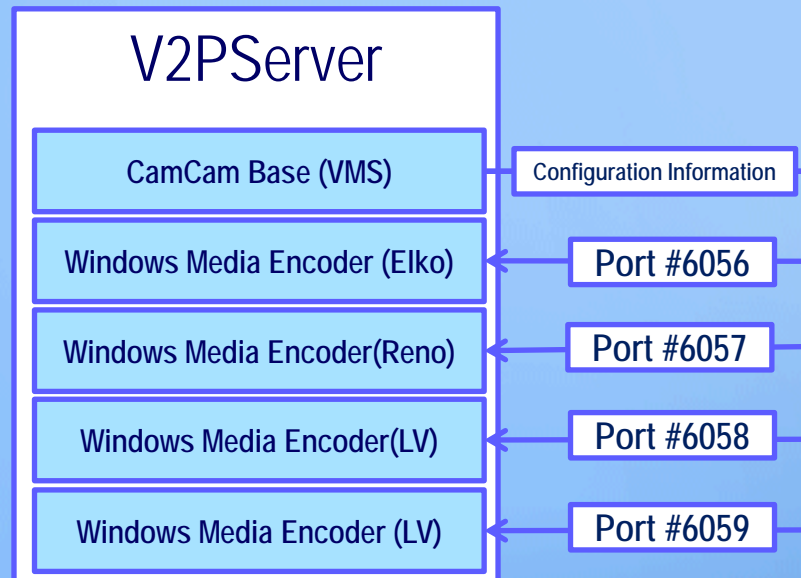 V2PServer
CamCam Base (VMS)
Configuration Information
Windows Media Encoder (Elko)
Port #6056
Windows Media Encoder(Reno)
Port #6057
Windows Media Encoder(LV)
Port #6058
Windows Media Encoder (LV)
Port #6059